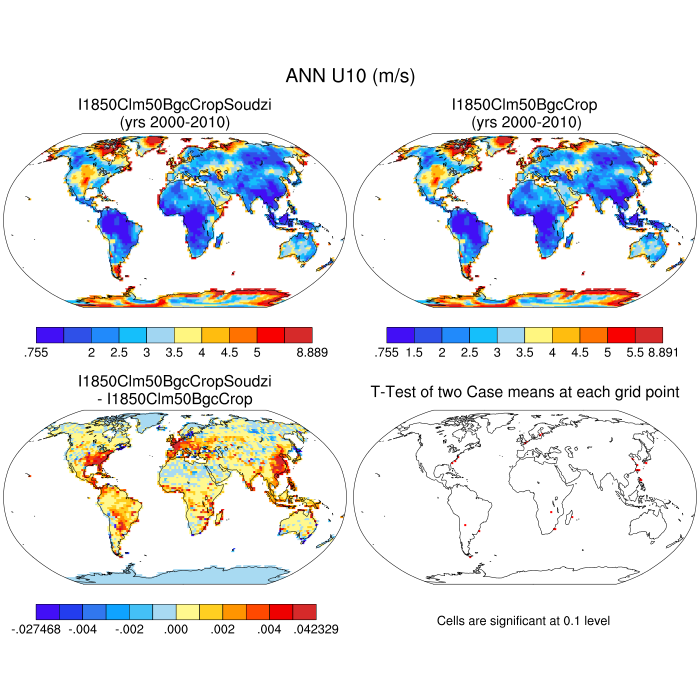 ANN U10 (m/s)
I1850Clm50BgcCropSoudzi
(yrs 2000-2010)
I1850Clm50BgcCrop
(yrs 2000-2010)
.755 2 2.5 3 3.5 4 4.5 5 8.889
.755 1.5 2 2.5 3 3.5 4 4.5 5 5.5 8.891
I1850Clm50BgcCropSoudzi
- I1850Clm50BgcCrop
T-Test of two Case means at each grid point
-.027468 -.004 -.002 .000 .002 .004 .042329
Cells are significant at 0.1 level